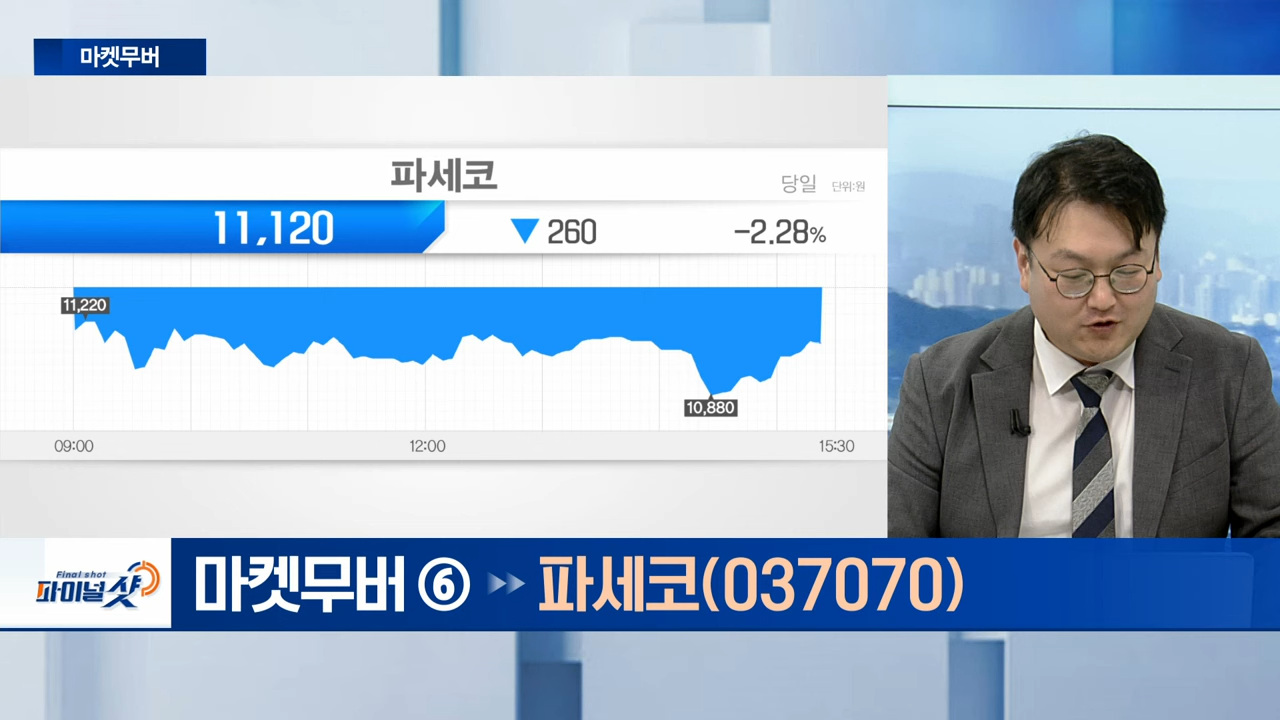 마켓무버
파세코
당일 단위:원
11,120 ▼ 260 -2.28%
11,220
10,880
09:00 12:00 15:30
Final shot
파이널샷
마켓무버 ⑥ 파세코(037070)